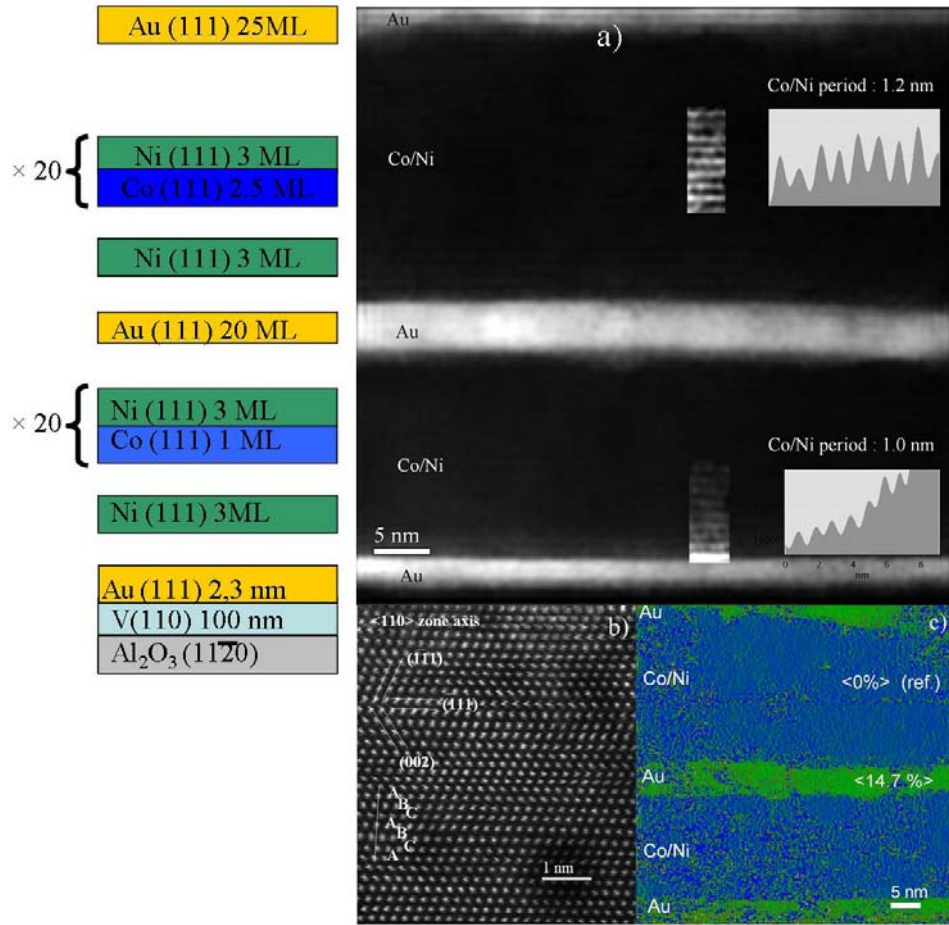 Au (111) 25ML
× 20
Ni (111) 3 ML
Co (111) 2.5 ML
Ni (111) 3 ML
Au (111) 20 ML
× 20
Ni (111) 3 ML
Co (111) 1 ML
Ni (111) 3ML
Au (111) 2,3 nm
V(110) 100 nm
Al₂O₃ (112̅0)
Au
a)
Co/Ni period : 1.2 nm
Co/Ni
Au
Co/Ni period : 1.0 nm
Co/Ni
5 nm
0 2 4 6 8
nm
Au
<110> zone axis
b)
(111)
(111)
(002)
A
B
C
A
B
C
A
1 nm
Au
c)
Co/Ni
<0%> (ref.)
Au
<14.7 %>
Co/Ni
Au
5 nm